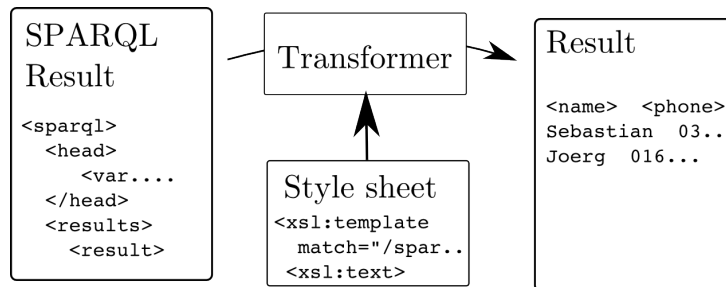 SPARQL
Result
<sparql>
<head>
<var....
</head>
<results>
<result>
Transformer
Style sheet
<xsl:template
match="/spar..
<xsl:text>
Result
<name> <phone>
Sebastian 03..
Joerg 016...